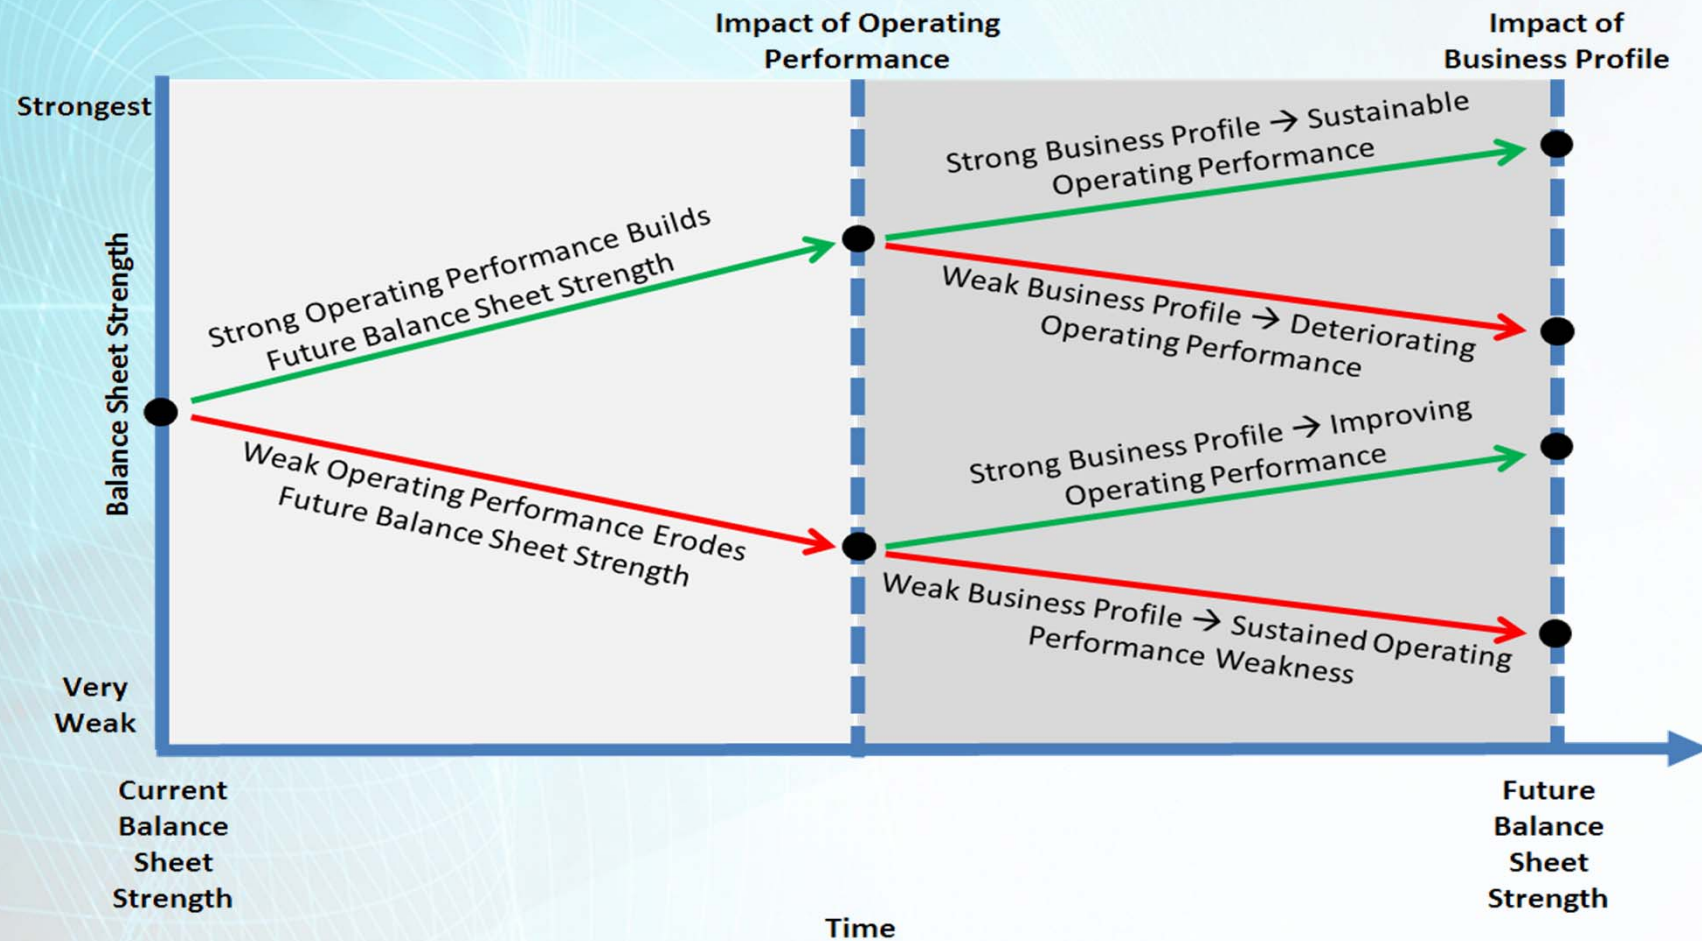 Impact of Operating
Performance
Impact of
Business Profile
Strongest
Balance Sheet Strength
Very
Weak
Strong Operating Performance Builds
Future Balance Sheet Strength
Weak Operating Performance Erodes
Future Balance Sheet Strength
Strong Business Profile → Sustainable
Operating Performance
Weak Business Profile → Deteriorating
Operating Performance
Strong Business Profile → Improving
Operating Performance
Weak Business Profile → Sustained Operating
Performance Weakness
Current
Balance
Sheet
Strength
Future
Balance
Sheet
Strength
Time